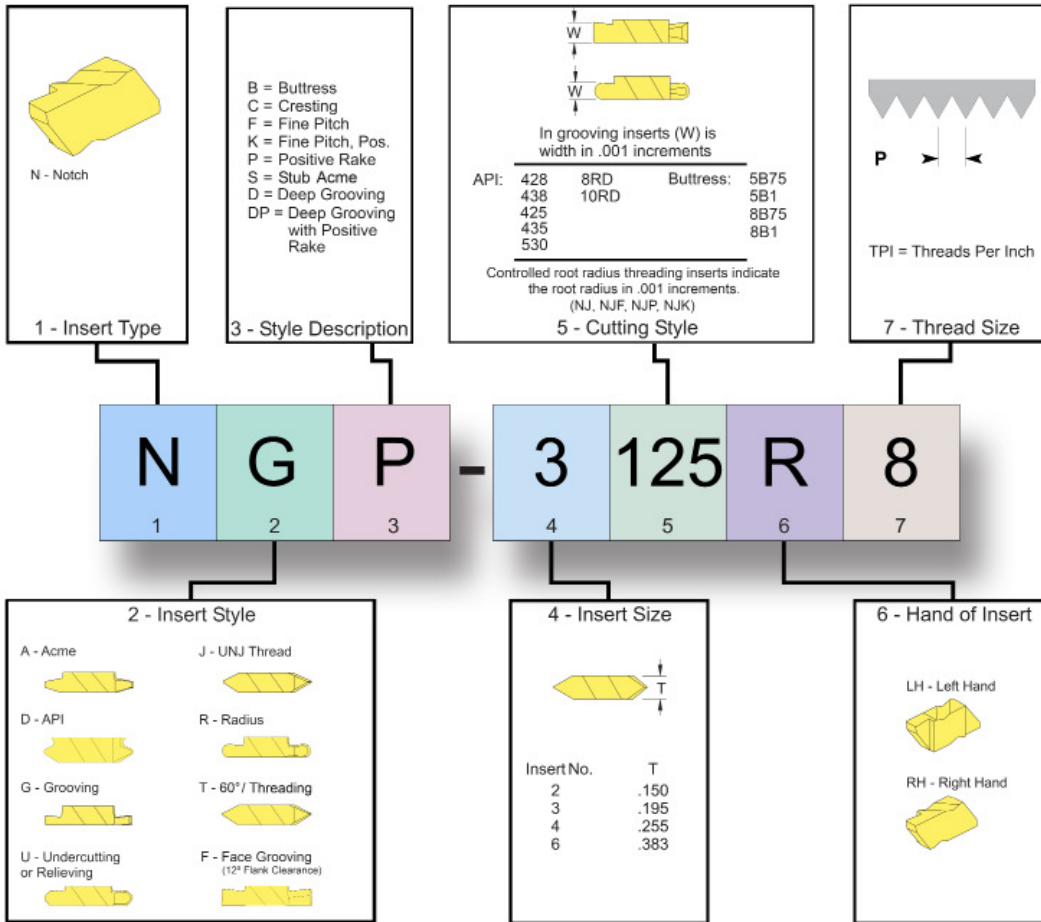 N - Notch
1 - Insert Type
B = Buttress
C = Cresting
F = Fine Pitch
K = Fine Pitch, Pos.
P = Positive Rake
S = Stub Acme
D = Deep Grooving
DP = Deep Grooving
with Positive
Rake
3 - Style Description
W
W
In grooving inserts (W) is
width in .001 increments
API: 428 8RD Buttress: 5B75
438 10RD 5B1
425 8B75
435 8B1
530
Controlled root radius threading inserts indicate
the root radius in .001 increments.
(NJ, NJF, NJP, NJK)
5 - Cutting Style
P
TPI = Threads Per Inch
7 - Thread Size
N G P - 3 125 R 8
1 2 3 4 5 6 7
2 - Insert Style
A - Acme J - UNJ Thread
D - API R - Radius
G - Grooving T - 60°/ Threading
U - Undercutting F - Face Grooving
or Relieving (12º Flank Clearance)
4 - Insert Size
T
Insert No. T
2 .150
3 .195
4 .255
6 .383
6 - Hand of Insert
LH - Left Hand
RH - Right Hand